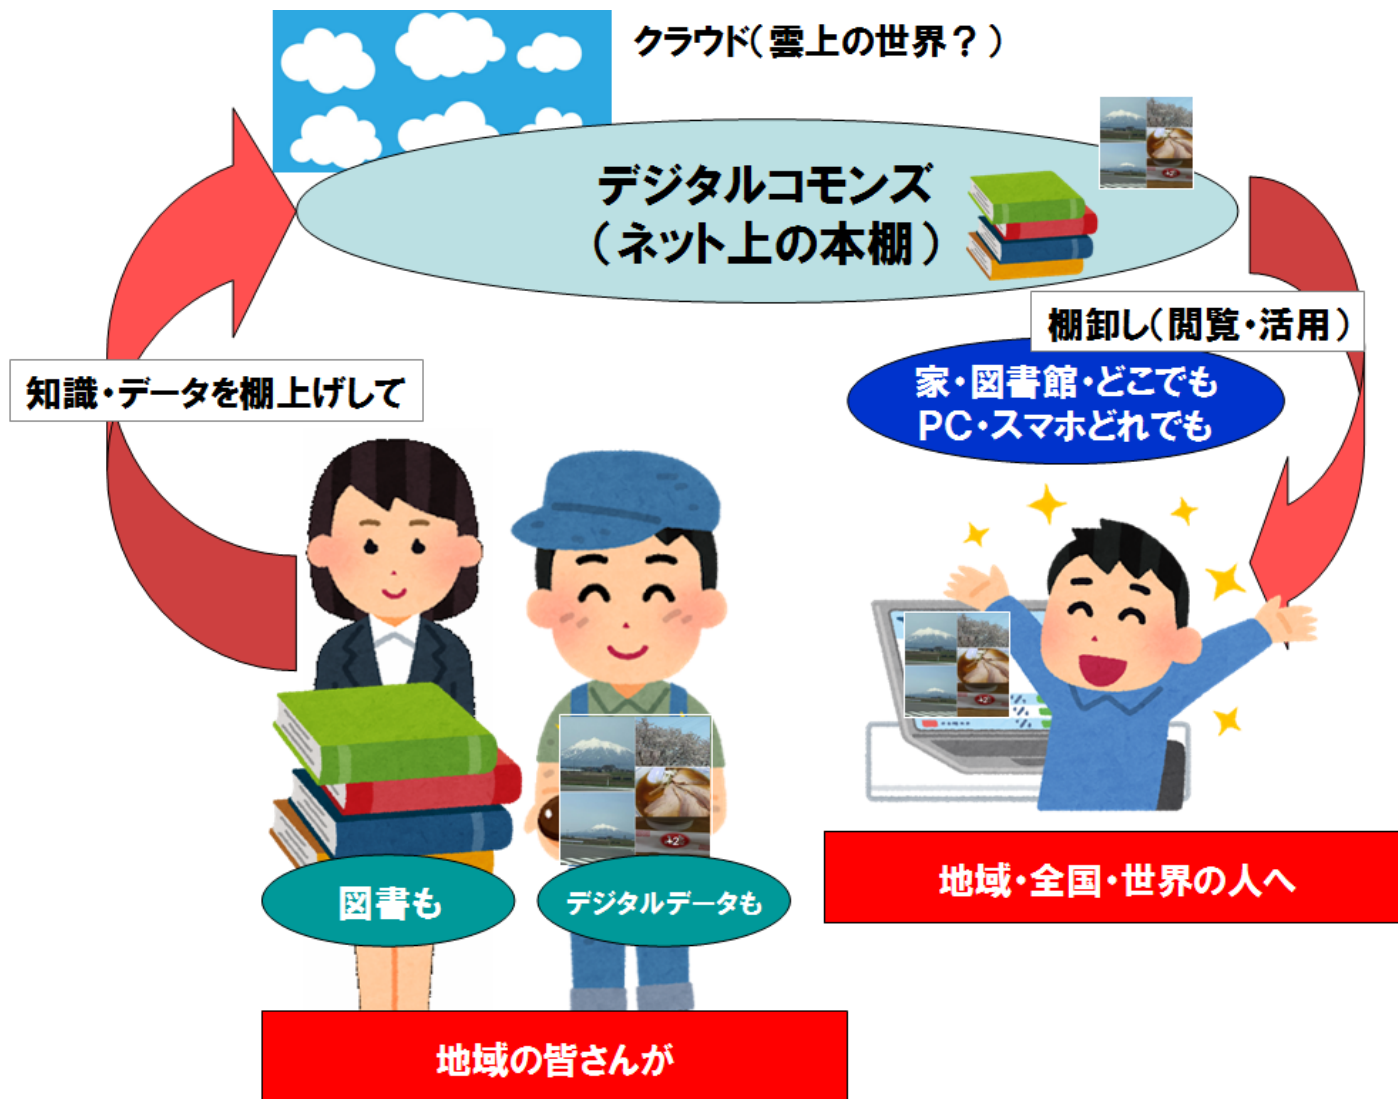 クラウド(雲上の世界？)
デジタルコモンズ
(ネット上の本棚)
棚卸し(閲覧・活用)
知識・データを棚上げして
家・図書館・どこでも
PC・スマホどれでも
図書も
デジタルデータも
地域・全国・世界の人へ
地域の皆さんが